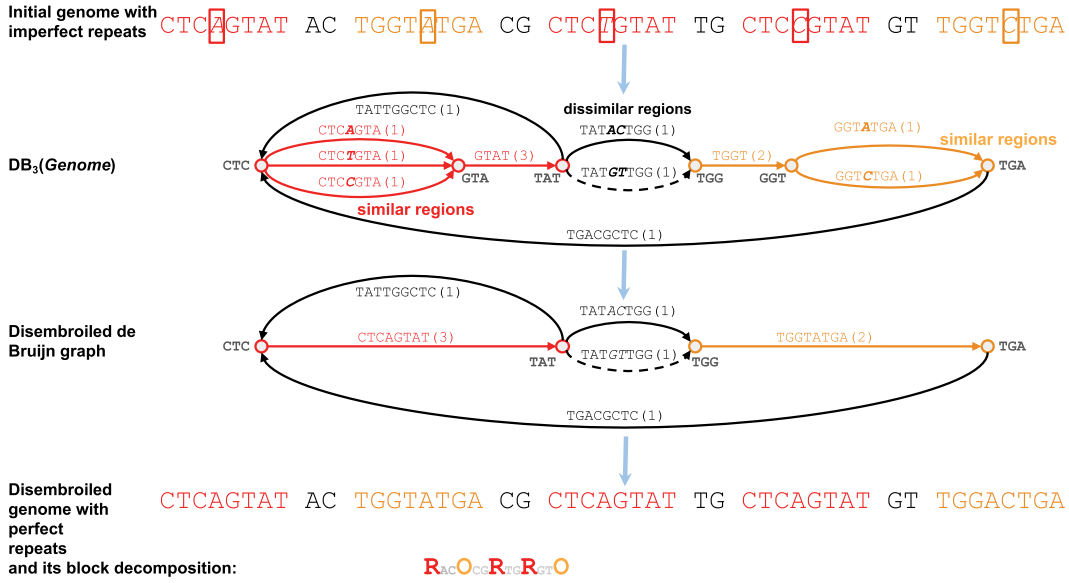 Initial genome with
imperfect repeats
CTCAGTAT AC TGGTATGA CG CTCTGTAT TG CTCCGTAT GT TGGTCTGA
TATTGGCTC(1)
dissimilar regions
CTCAGTA(1)
TATACTGG(1)
GGTATGA(1)
similar regions
DB3(Genome)
CTC
CTCTGTA(1)
GTAT(3)
TGGT(2)
GTA
TAT
TATGTTGG(1)
TGG
GGT
TGA
CTCCGTA(1)
GGTCTGA(1)
similar regions
TGACGCTC(1)
TATTGGCTC(1)
TATACTGG(1)
Disembroiled de
Bruijn graph
CTC
CTCAGTAT(3)
TAT
TATGTTGG(1)
TGG
TGGTATGA(2)
TGA
TGACGCTC(1)
Disembroiled
genome with
perfect
repeats
and its block decomposition:
CTCAGTAT AC TGGTATGA CG CTCAGTAT TG CTCAGTAT GT TGGACTGA
RACOCGRTGRGTO